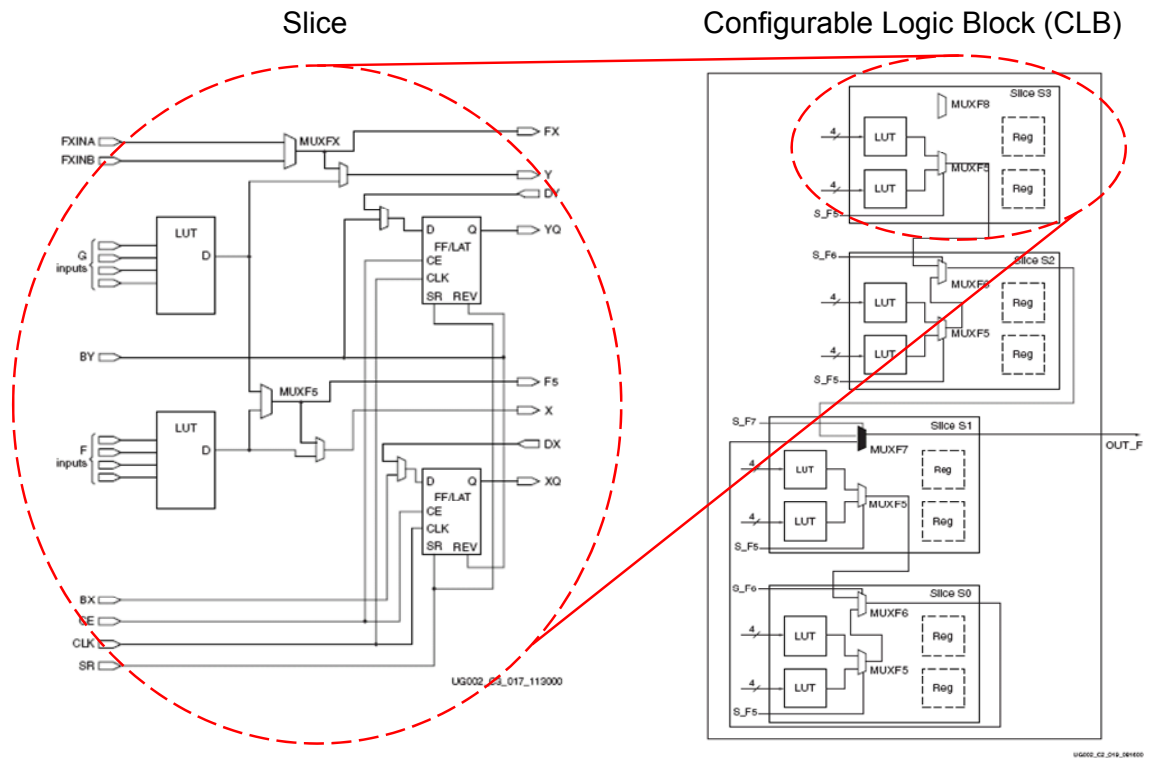 Slice
Configurable Logic Block (CLB)
FXINA
FXINB
MUXFX
FX
Y
DY
LUT
D
G
inputs
D Q
FF/LAT
CE
CLK
SR REV
YQ
BY
MUXF5
F5
X
DX
LUT
D
F
inputs
D Q
FF/LAT
CE
CLK
SR REV
XQ
BX
CE
CLK
SR
UG002_C3_017_113000
Slice S3
MUXF8
4
LUT
Reg
MUXF5
4
LUT
Reg
S_F5
Slice S2
S_F6
MUXF6
4
LUT
Reg
MUXF5
4
LUT
Reg
S_F5
Slice S1
S_F7
MUXF7
OUT_F
4
LUT
Reg
MUXF5
4
LUT
Reg
S_F5
Slice S0
S_F6
MUXF6
4
LUT
Reg
MUXF5
4
LUT
Reg
S_F5
UG002_C2_018_081600